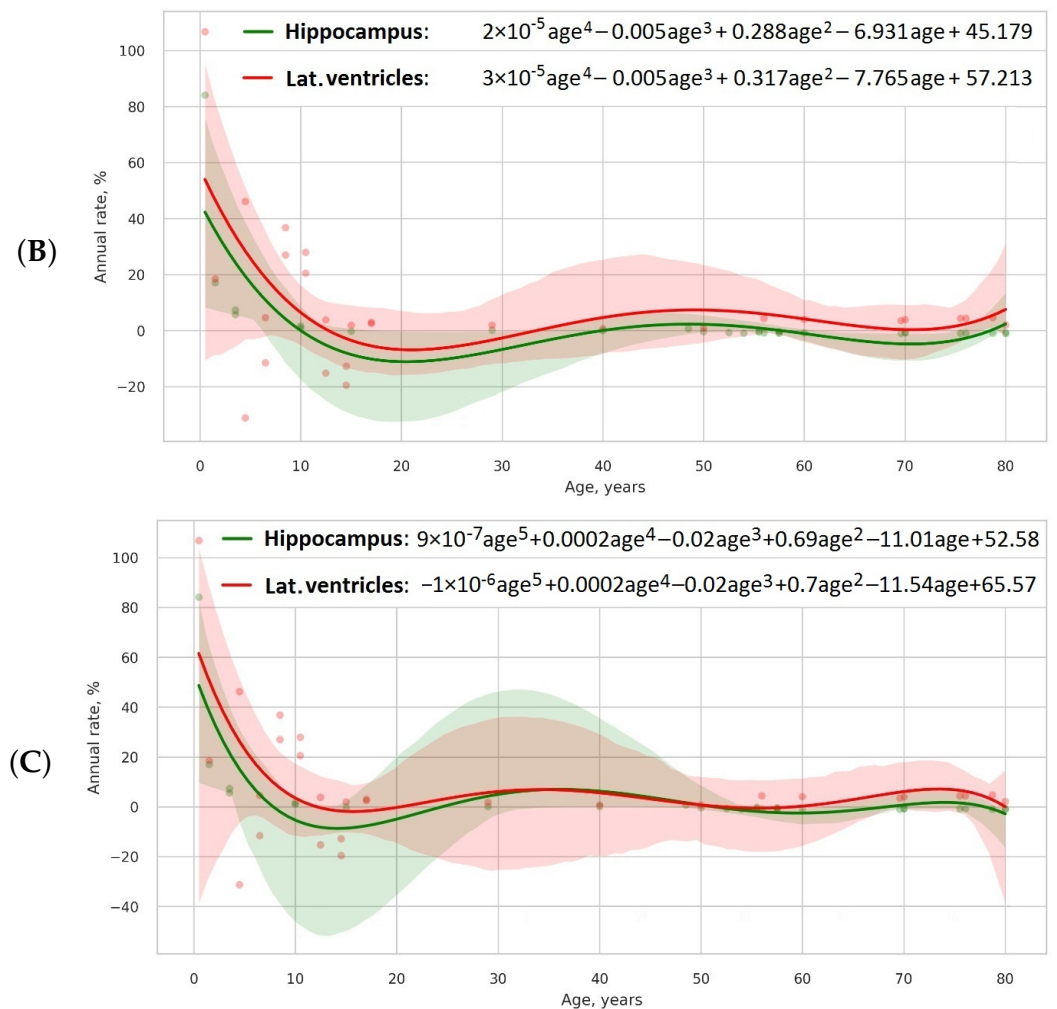 Hippocampus: 2×10⁻⁵age⁴−0.005age³+0.288age²−6.931age+45.179
Lat.ventricles: 3×10⁻⁵age⁴−0.005age³+0.317age²−7.765age+57.213
100
80
60
40
20
0
−20
Annual rate, %
(B)
0 10 20 30 40 50 60 70 80
Age, years
Hippocampus: 9×10⁻⁷age⁵+0.0002age⁴−0.02age³+0.69age²−11.01age+52.58
Lat.ventricles: −1×10⁻⁶age⁵+0.0002age⁴−0.02age³+0.7age²−11.54age+65.57
100
80
60
40
20
0
−20
−40
Annual rate, %
(C)
0 10 20 30 40 50 60 70 80
Age, years